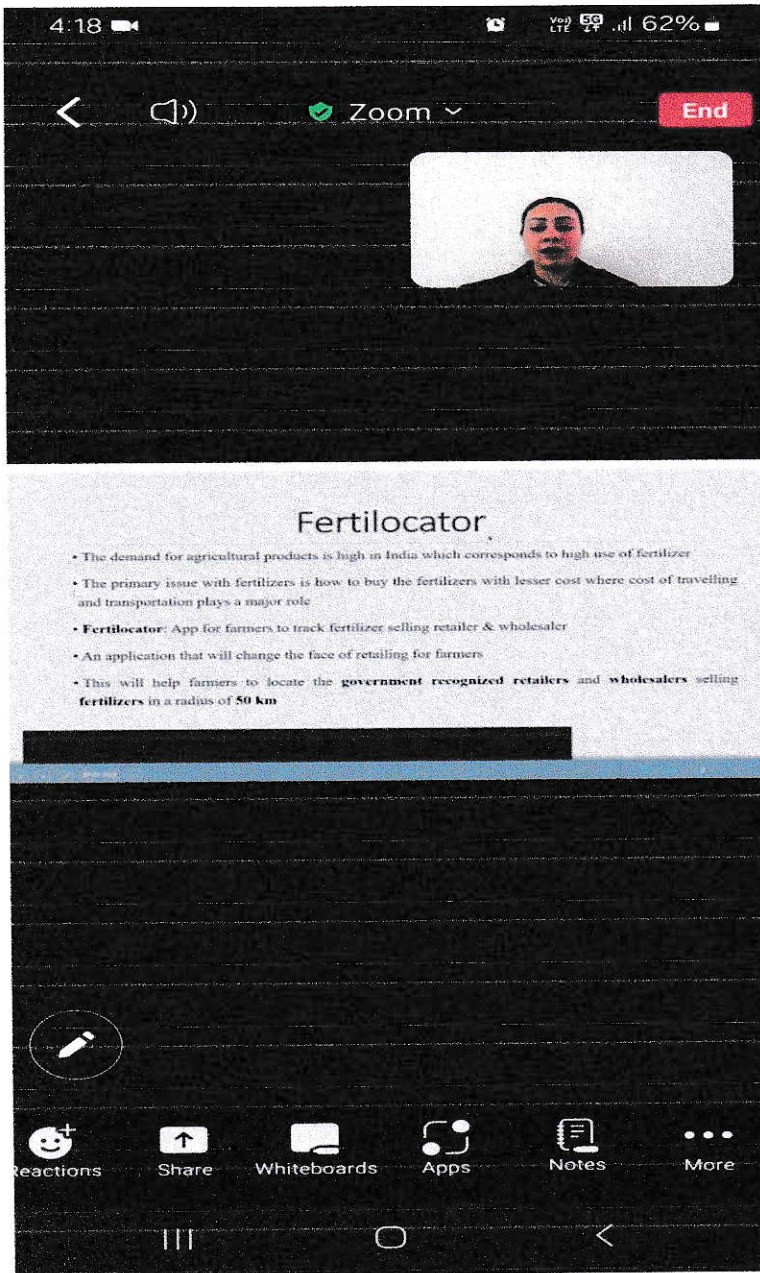 4:18
Vo)) LTE 5G 62%
Zoom
End
Fertilocator
• The demand for agricultural products is high in India which corresponds to high use of fertilizer
• The primary issue with fertilizers is how to buy the fertilizers with lesser cost where cost of travelling
and transportation plays a major role
• Fertilocator: App for farmers to track fertilizer selling retailer & wholesaler
• An application that will change the face of retailing for farmers
• This will help farmers to locate the government recognized retailers and wholesalers selling
fertilizers in a radius of 50 km
Reactions Share Whiteboards Apps Notes More